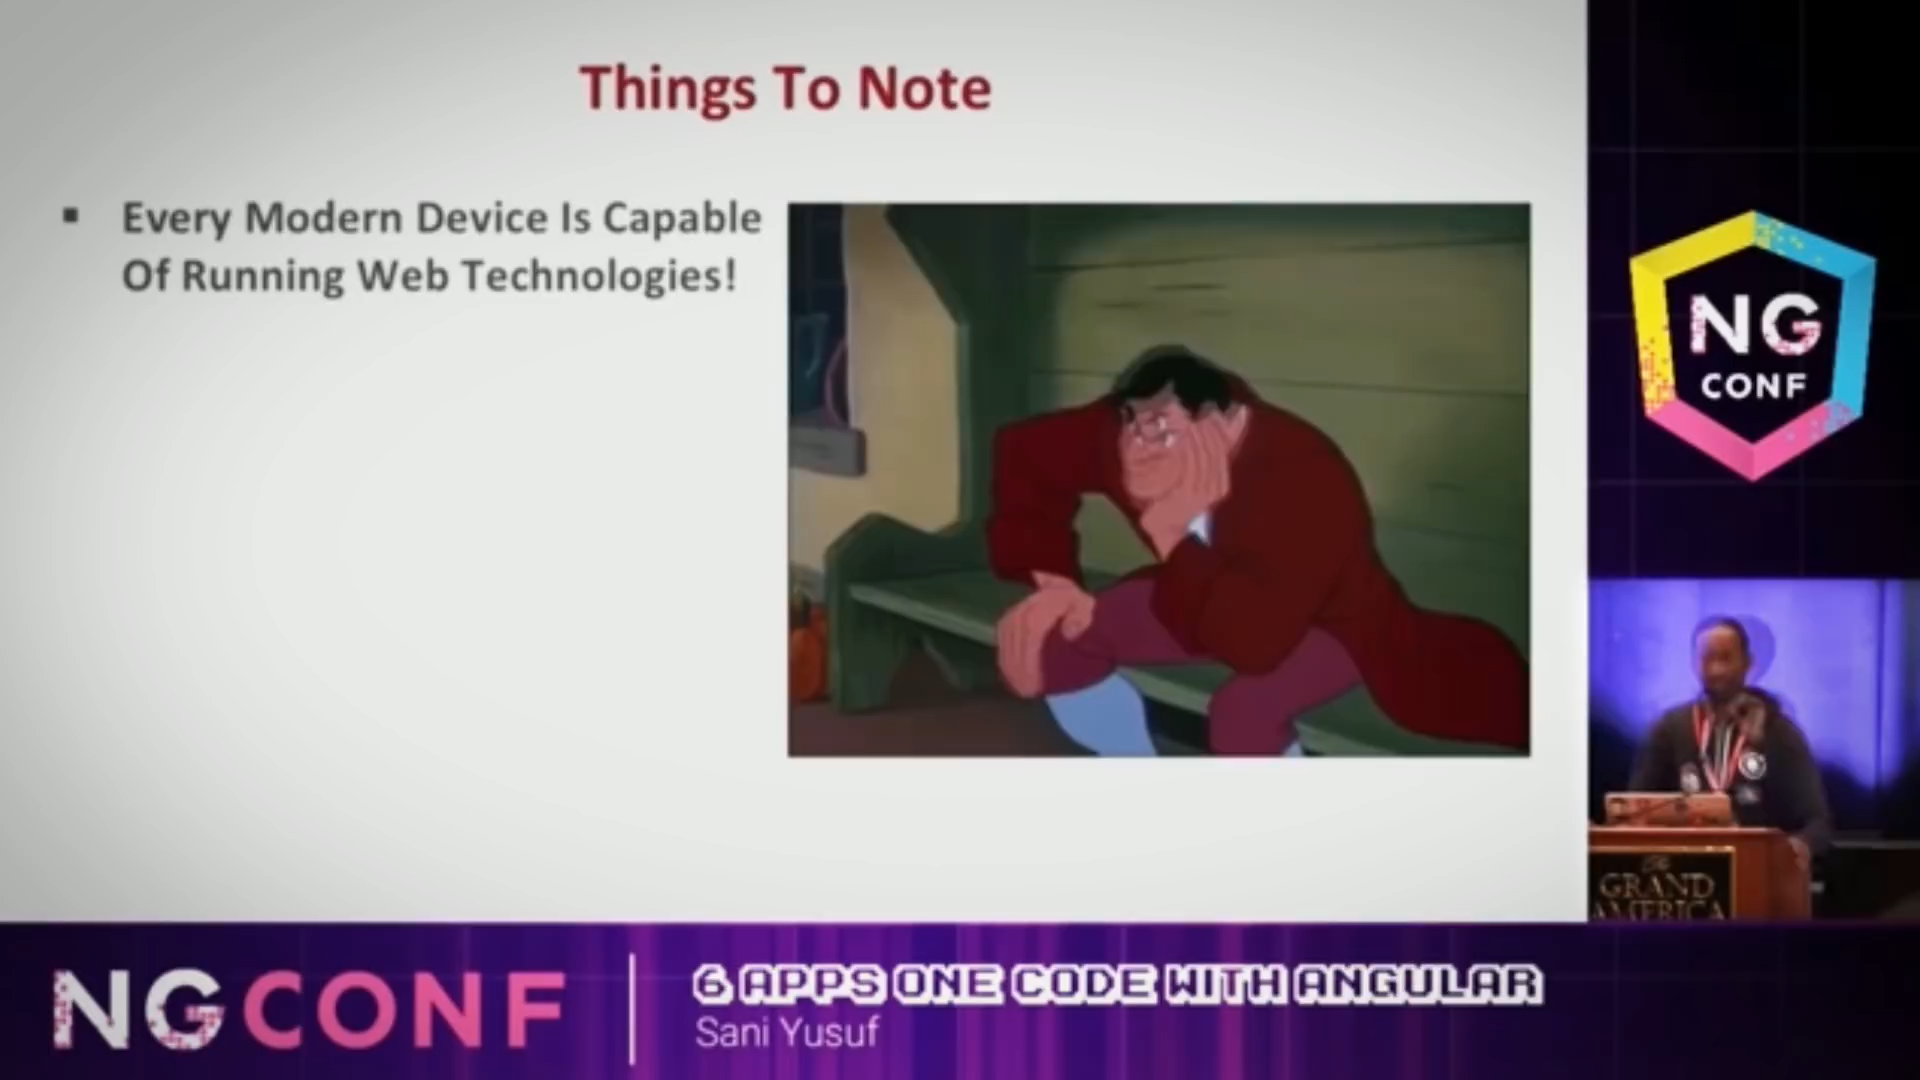 Things To Note
▪ Every Modern Device Is Capable
Of Running Web Technologies!
NG
CONF
The
GRAND
AMERICA
NGCONF
6 APPS ONE CODE WITH ANGULAR
Sani Yusuf